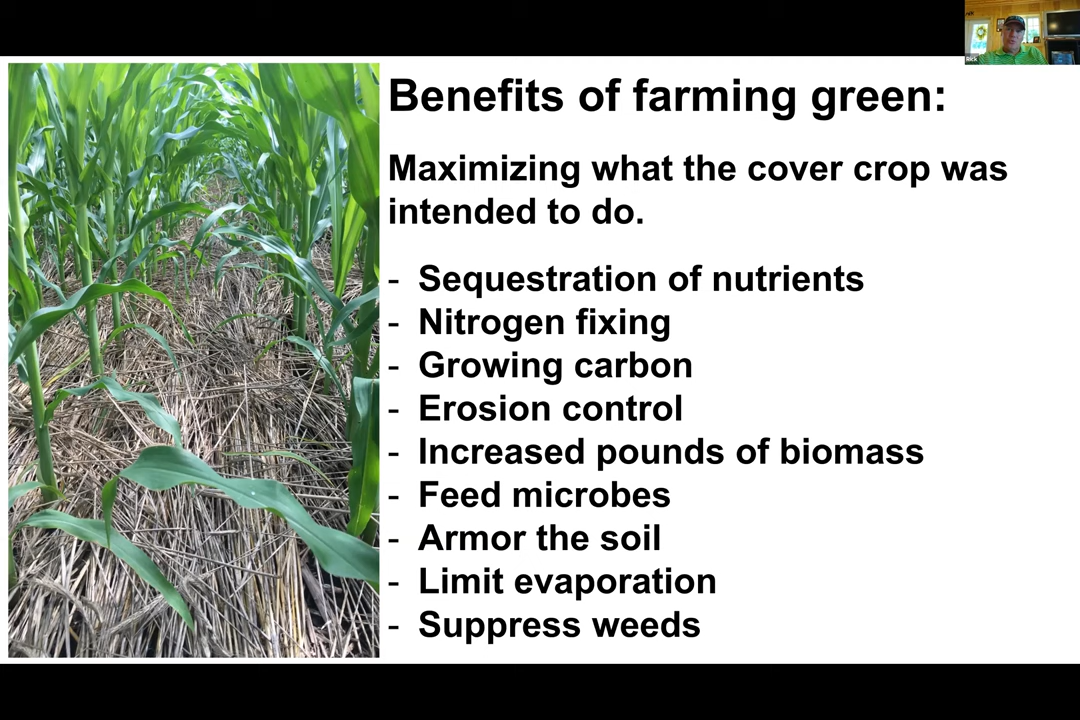 Rick
Benefits of farming green:
Maximizing what the cover crop was
intended to do.
- Sequestration of nutrients
- Nitrogen fixing
- Growing carbon
- Erosion control
- Increased pounds of biomass
- Feed microbes
- Armor the soil
- Limit evaporation
- Suppress weeds